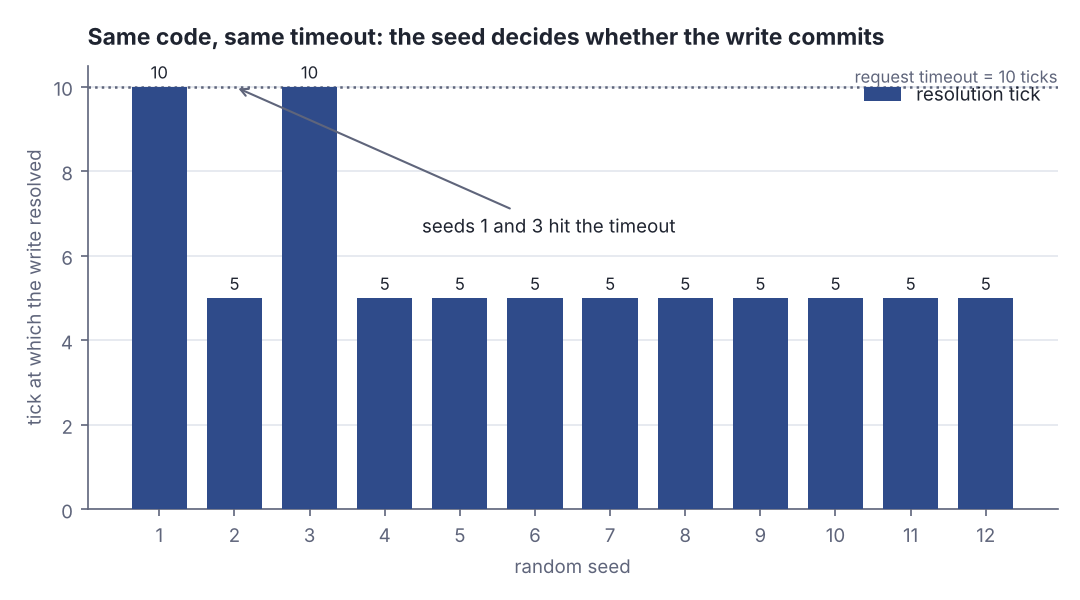 Same code, same timeout: the seed decides whether the write commits
request timeout = 10 ticks
resolution tick
10
10
seeds 1 and 3 hit the timeout
5
5
5
5
5
5
5
5
5
5
tick at which the write resolved
10
8
6
4
2
0
1 2 3 4 5 6 7 8 9 10 11 12
random seed